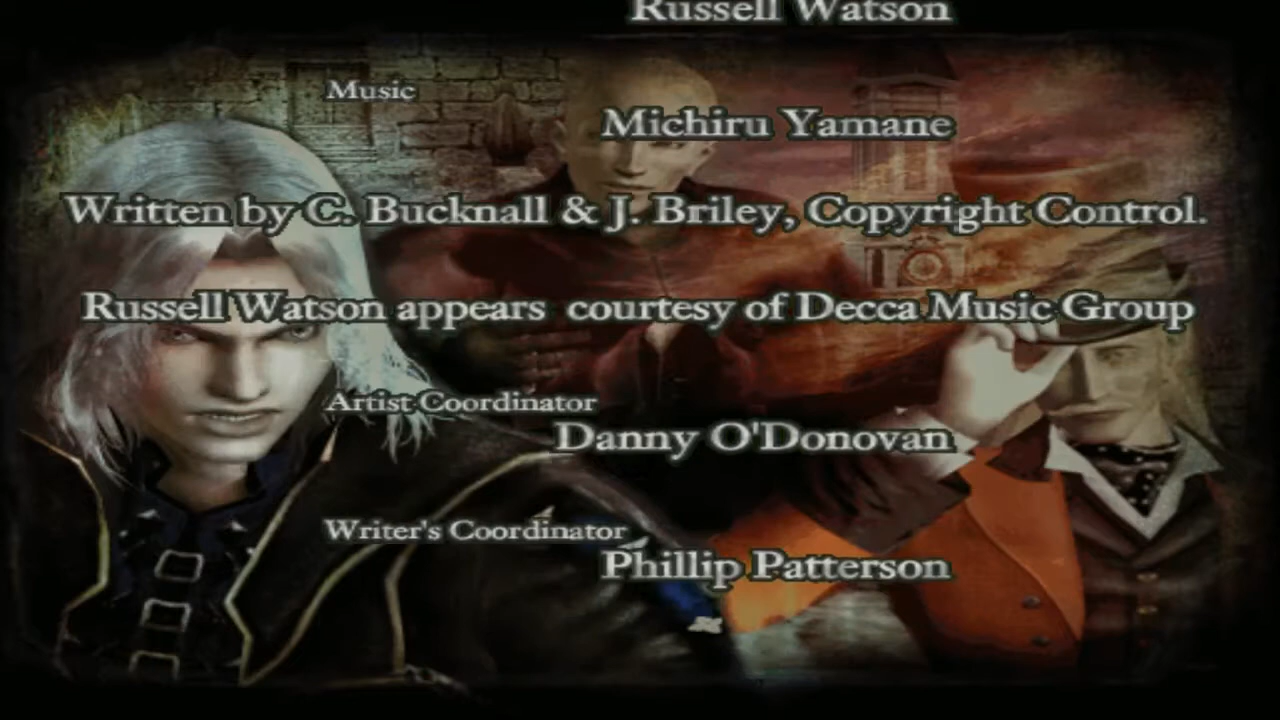 Russell Watson
Music
Michiru Yamane
Written by C. Bucknall & J. Briley, Copyright Control.
Russell Watson appears courtesy of Decca Music Group
Artist Coordinator
Danny O'Donovan
Writer's Coordinator
Phillip Patterson